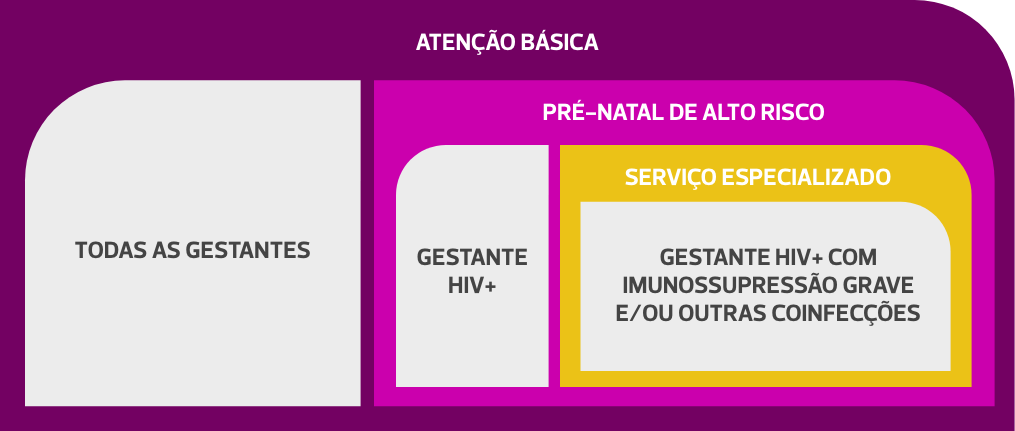 ATENÇÃO BÁSICA
PRÉ-NATAL DE ALTO RISCO
SERVIÇO ESPECIALIZADO
TODAS AS GESTANTES
GESTANTE
HIV+
GESTANTE HIV+ COM
IMUNOSSUPRESSÃO GRAVE
E/OU OUTRAS COINFECÇÕES